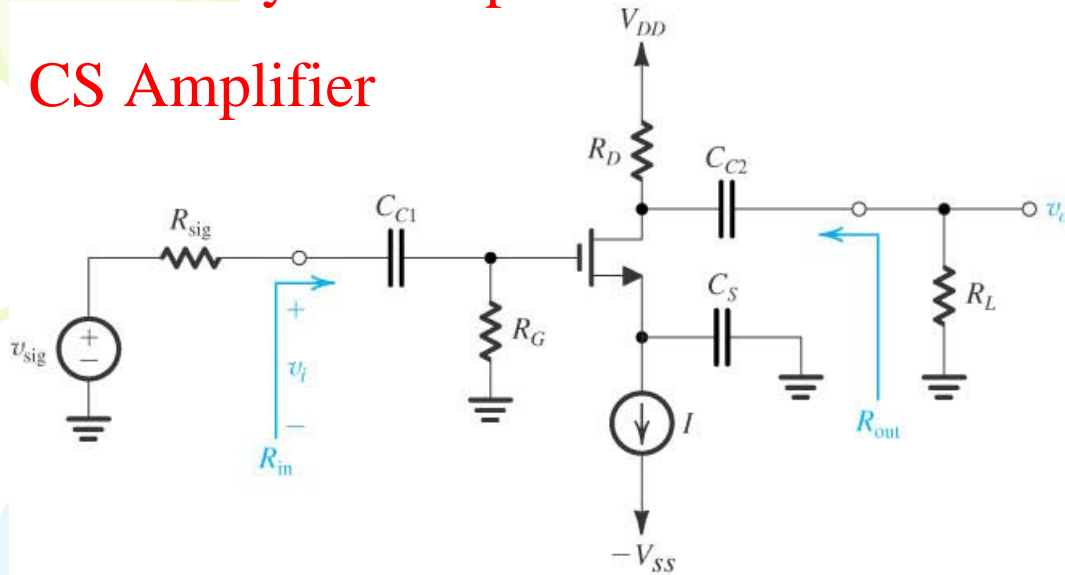 CS Amplifier
V_DD
R_D
C_C2
R_sig
C_C1
C_S
R_L
R_G
+
−
v_sig
+
v_i
−
R_in
I
R_out
−V_SS